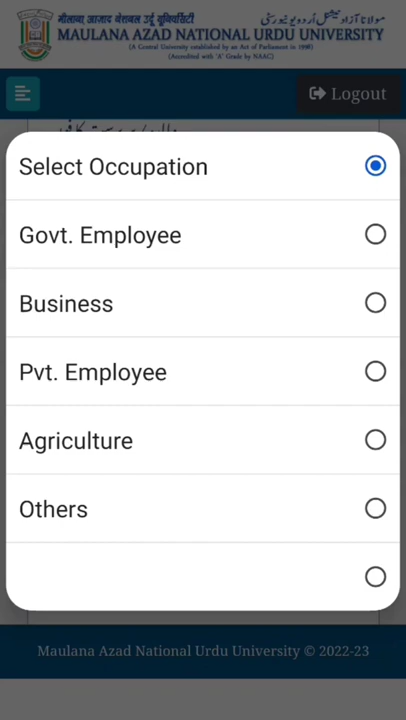 मौलाना आज़ाद नेशनल उर्दू यूनिवर्सिटी
مولانا آزاد نیشنل اُردو یونیورسٹی
MAULANA AZAD NATIONAL URDU UNIVERSITY
(A Central University established by an Act of Parliament in 1998)
(Accredited with 'A' Grade by NAAC)
Logout
Select Occupation
Govt. Employee
Business
Pvt. Employee
Agriculture
Others
Maulana Azad National Urdu University © 2022-23